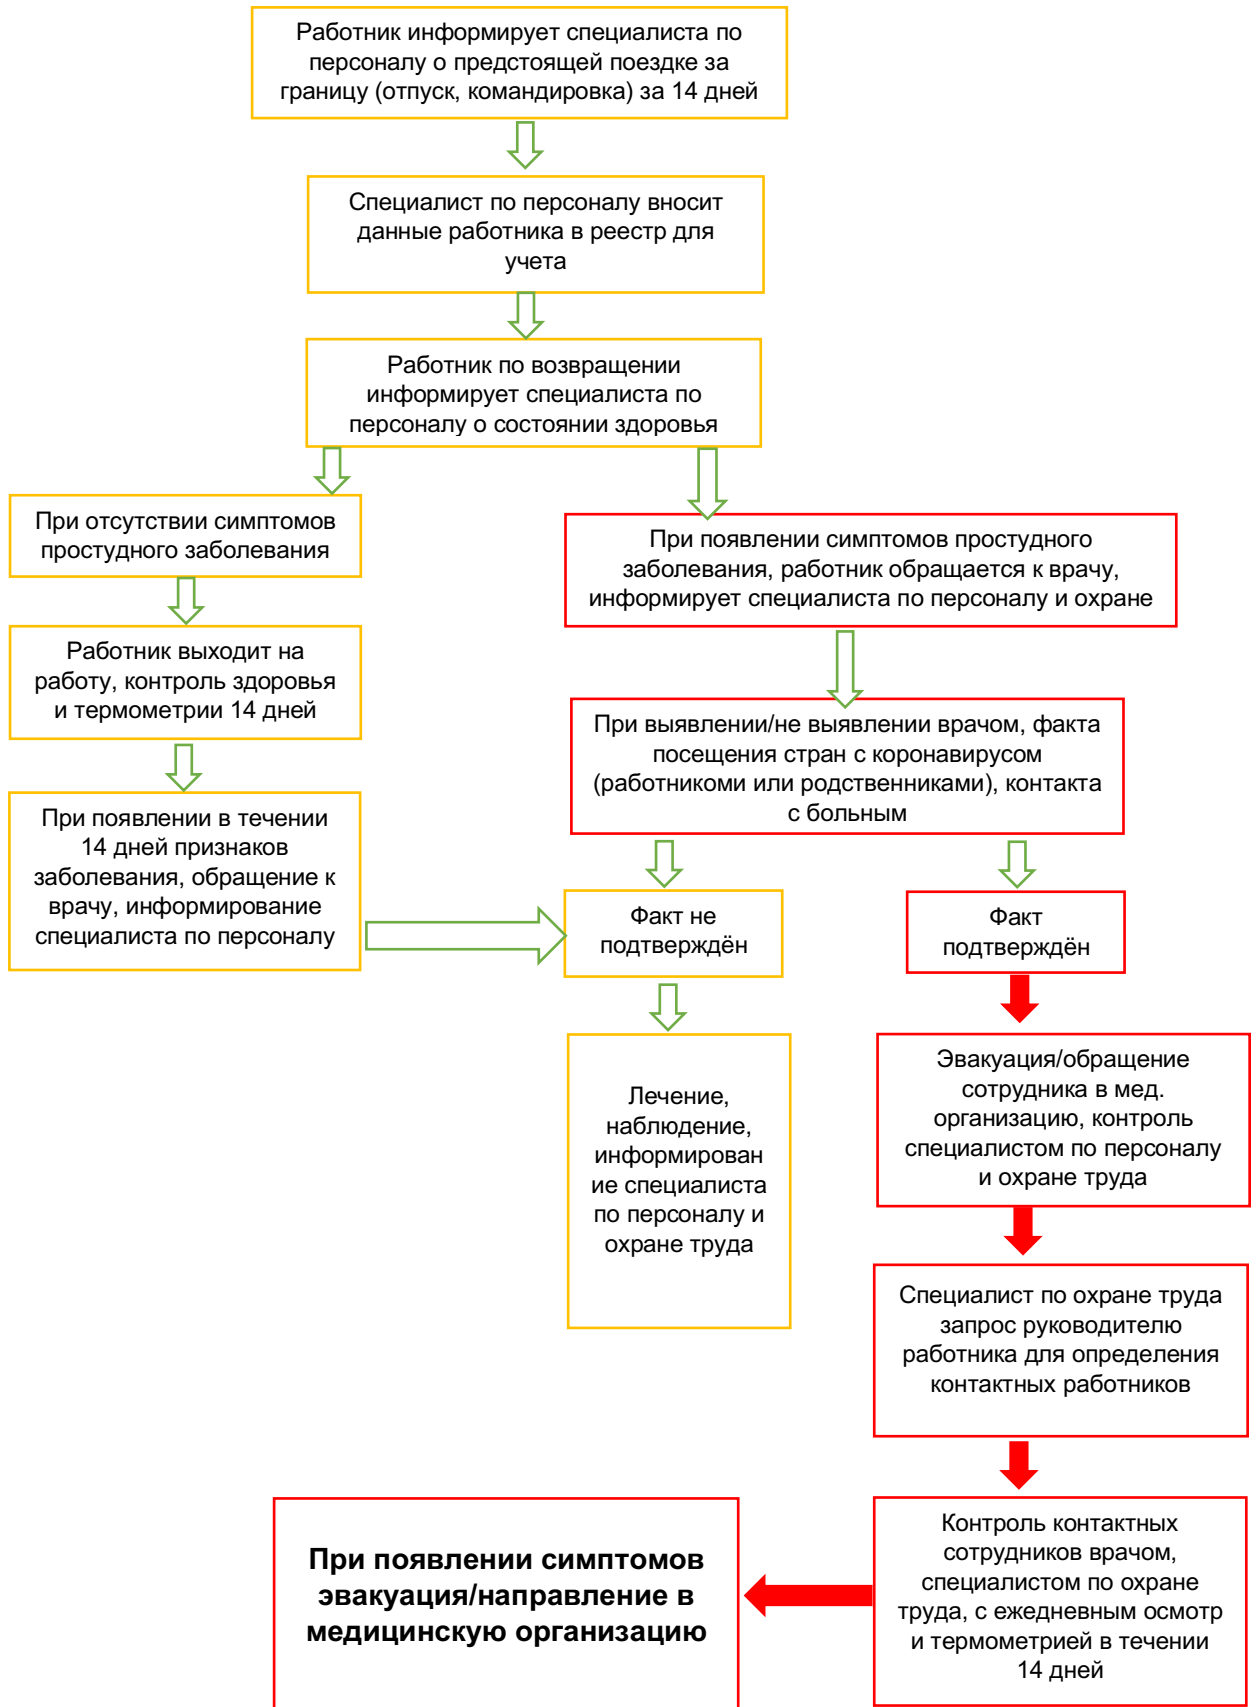 Работник информирует специалиста по
персоналу о предстоящей поездке за
границу (отпуск, командировка) за 14 дней
Специалист по персоналу вносит
данные работника в реестр для
учета
Работник по возвращении
информирует специалиста по
персоналу о состоянии здоровья
При отсутствии симптомов
простудного заболевания
При появлении симптомов простудного
заболевания, работник обращается к врачу,
информирует специалиста по персоналу и охране
Работник выходит на
работу, контроль здоровья
и термометрии 14 дней
При выявлении/не выявлении врачом, факта
посещения стран с коронавирусом
(работникоми или родственниками), контакта
с больным
При появлении в течении
14 дней признаков
заболевания, обращение к
врачу, информирование
специалиста по персоналу
Факт не
подтверждён
Факт
подтверждён
Лечение,
наблюдение,
информирован
ие специалиста
по персоналу и
охране труда
Эвакуация/обращение
сотрудника в мед.
организацию, контроль
специалистом по персоналу
и охране труда
Специалист по охране труда
запрос руководителю
работника для определения
контактных работников
Контроль контактных
сотрудников врачом,
специалистом по охране
труда, с ежедневным осмотр
и термометрией в течении
14 дней
При появлении симптомов
эвакуация/направление в
медицинскую организацию